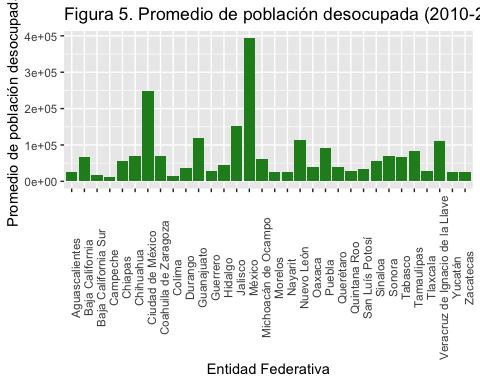 Figura 5. Promedio de población desocupada (2010-2
Promedio de población desocupad
4e+05
3e+05
2e+05
1e+05
0e+00
Aguascalientes
Baja California
Baja California Sur
Campeche
Chiapas
Chihuahua
Ciudad de México
Coahuila de Zaragoza
Colima
Durango
Guanajuato
Guerrero
Hidalgo
Jalisco
México
Michoacán de Ocampo
Morelos
Nayarit
Nuevo León
Oaxaca
Puebla
Querétaro
Quintana Roo
San Luis Potosí
Sinaloa
Sonora
Tabasco
Tamaulipas
Tlaxcala
Veracruz de Ignacio de la Llave
Yucatán
Zacatecas
Entidad Federativa